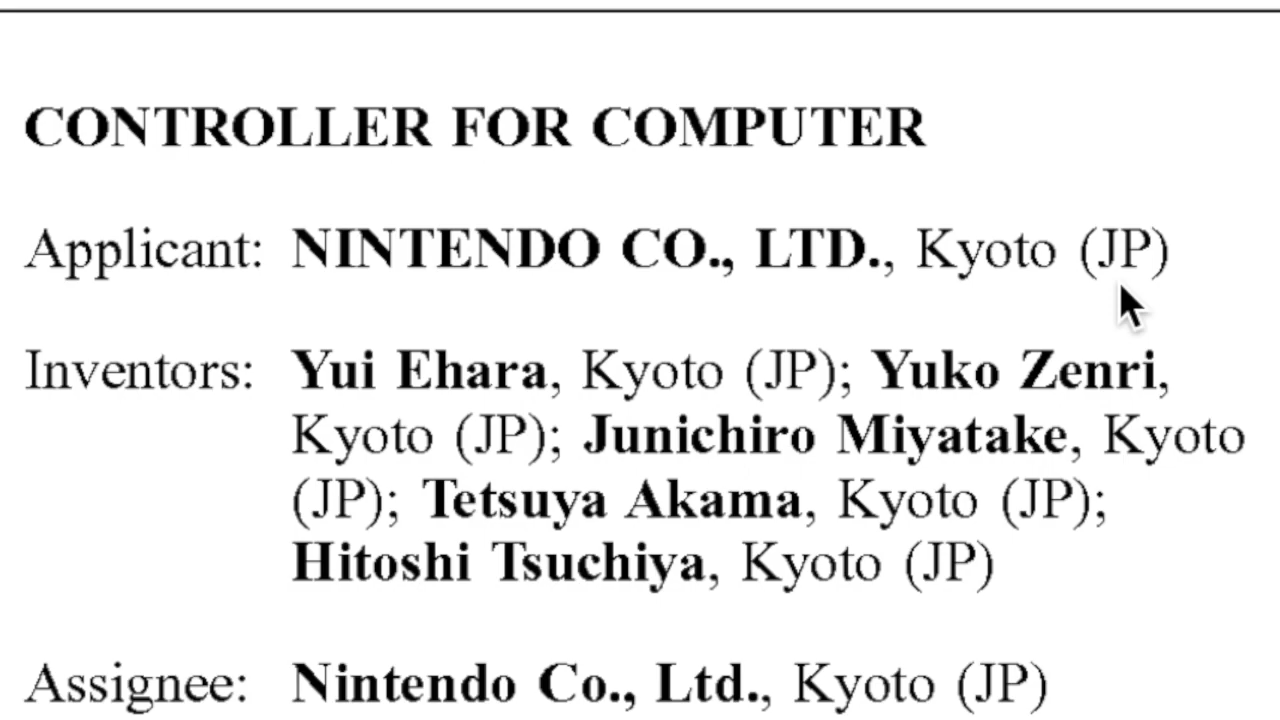 CONTROLLER FOR COMPUTER
Applicant: NINTENDO CO., LTD., Kyoto (JP)
Inventors: Yui Ehara, Kyoto (JP); Yuko Zenri,
Kyoto (JP); Junichiro Miyatake, Kyoto
(JP); Tetsuya Akama, Kyoto (JP);
Hitoshi Tsuchiya, Kyoto (JP)
Assignee: Nintendo Co., Ltd., Kyoto (JP)